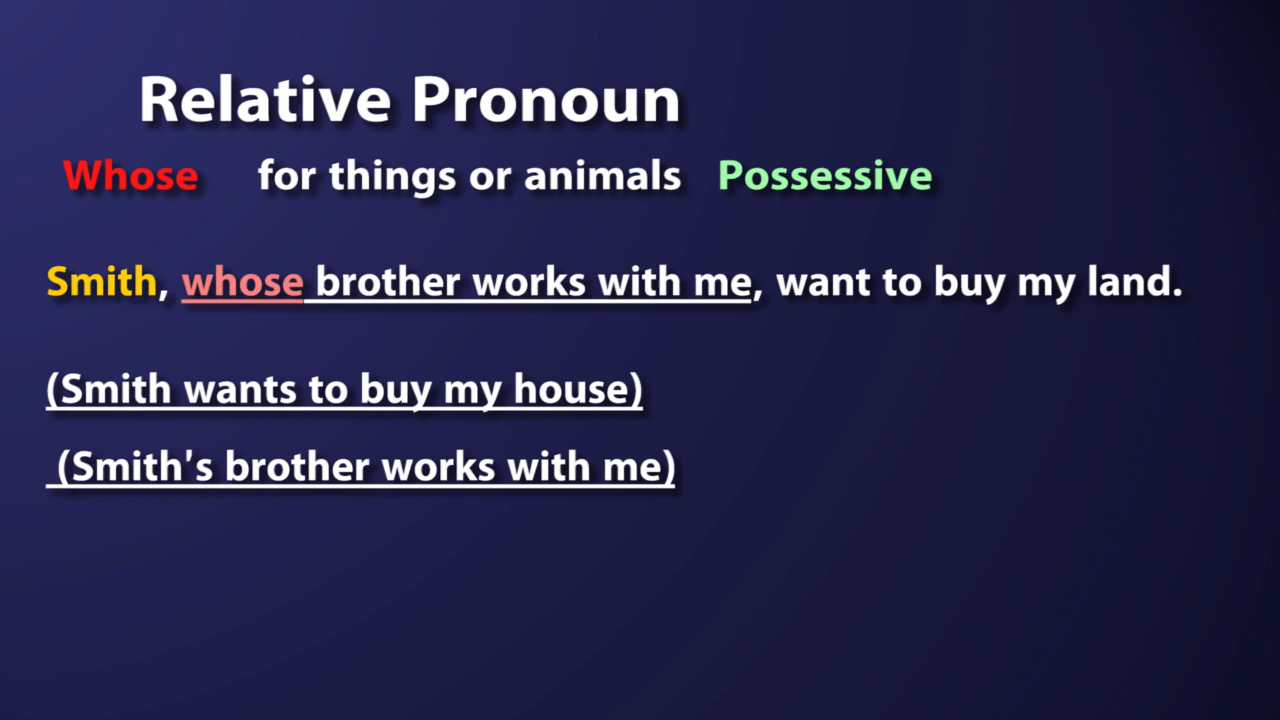 Relative Pronoun
Whose for things or animals Possessive
Smith, whose brother works with me, want to buy my land.
(Smith wants to buy my house)
(Smith's brother works with me)